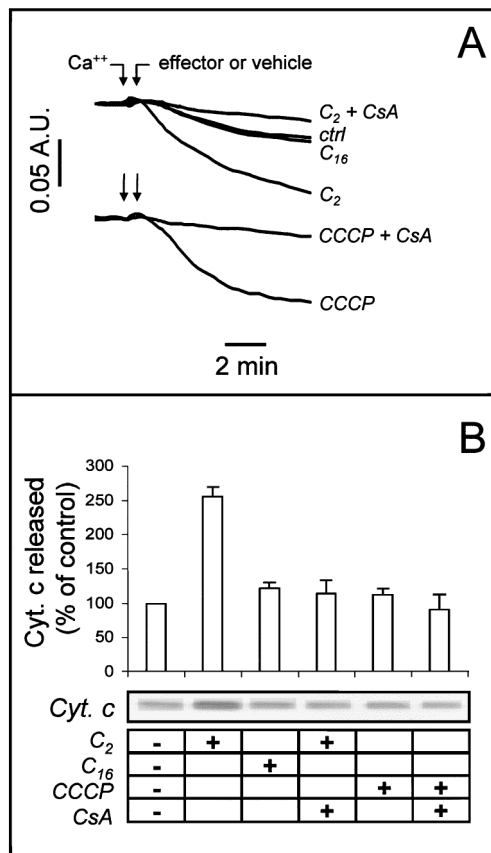 A
Ca++ effector or vehicle
0.05 A.U.
C2 + CsA
ctrl
C16
C2
CCCP + CsA
CCCP
2 min
B
Cyt. c released
(% of control)
300
250
200
150
100
50
0
Cyt. c
C2 - + +
C16 - +
CCCP - + +
CsA - + +